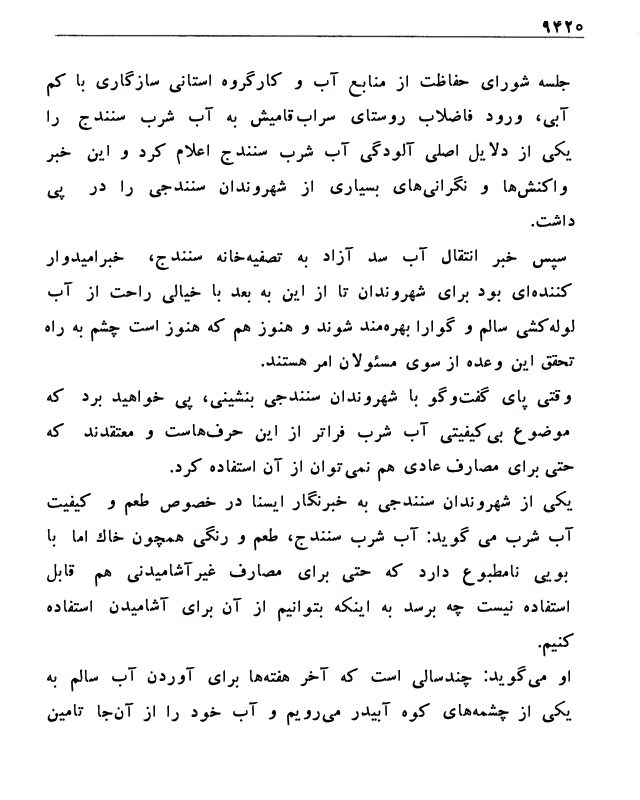 ۹۴۲۰
جلسه شورای حفاظت از منابع آب و کارگروه استانی سازگاری با کم
آبی، ورود فاضلاب روستای سراب‌قامیش به آب شرب سنندج را
یکی از دلایل اصلی آلودگی آب شرب سنندج اعلام کرد و این خبر
واکنش‌ها و نگرانی‌های بسیاری از شهروندان سنندجی را در پی
داشت.
سپس خبر انتقال آب سد آزاد به تصفیه‌خانه سنندج، خبرامیدوار
کننده‌ای بود برای شهروندان تا از این به بعد با خیالی راحت از آب
لوله‌کشی سالم و گوارا بهره‌مند شوند و هنوز هم که هنوز است چشم به راه
تحقق این وعده از سوی مسئولان امر هستند.
وقتی پای گفت‌وگو با شهروندان سنندجی بنشینی، پی خواهید برد که
موضوع بی‌کیفیتی آب شرب فراتر از این حرف‌هاست و معتقدند که
حتی برای مصارف عادی هم نمی‌توان از آن استفاده کرد.
یکی از شهروندان سنندجی به خبرنگار ایسنا در خصوص طعم و کیفیت
آب شرب می گوید: آب شرب سنندج، طعم و رنگی همچون خاك اما با
بویی نامطبوع دارد که حتی برای مصارف غیرآشامیدنی هم قابل
استفاده نیست چه برسد به اینکه بتوانیم از آن برای آشامیدن استفاده
کنیم.
او می‌گوید: چندسالی است که آخر هفته‌ها برای آوردن آب سالم به
یکی از چشمه‌های کوه آبیدر می‌رویم و آب خود را از آن‌جا تامین